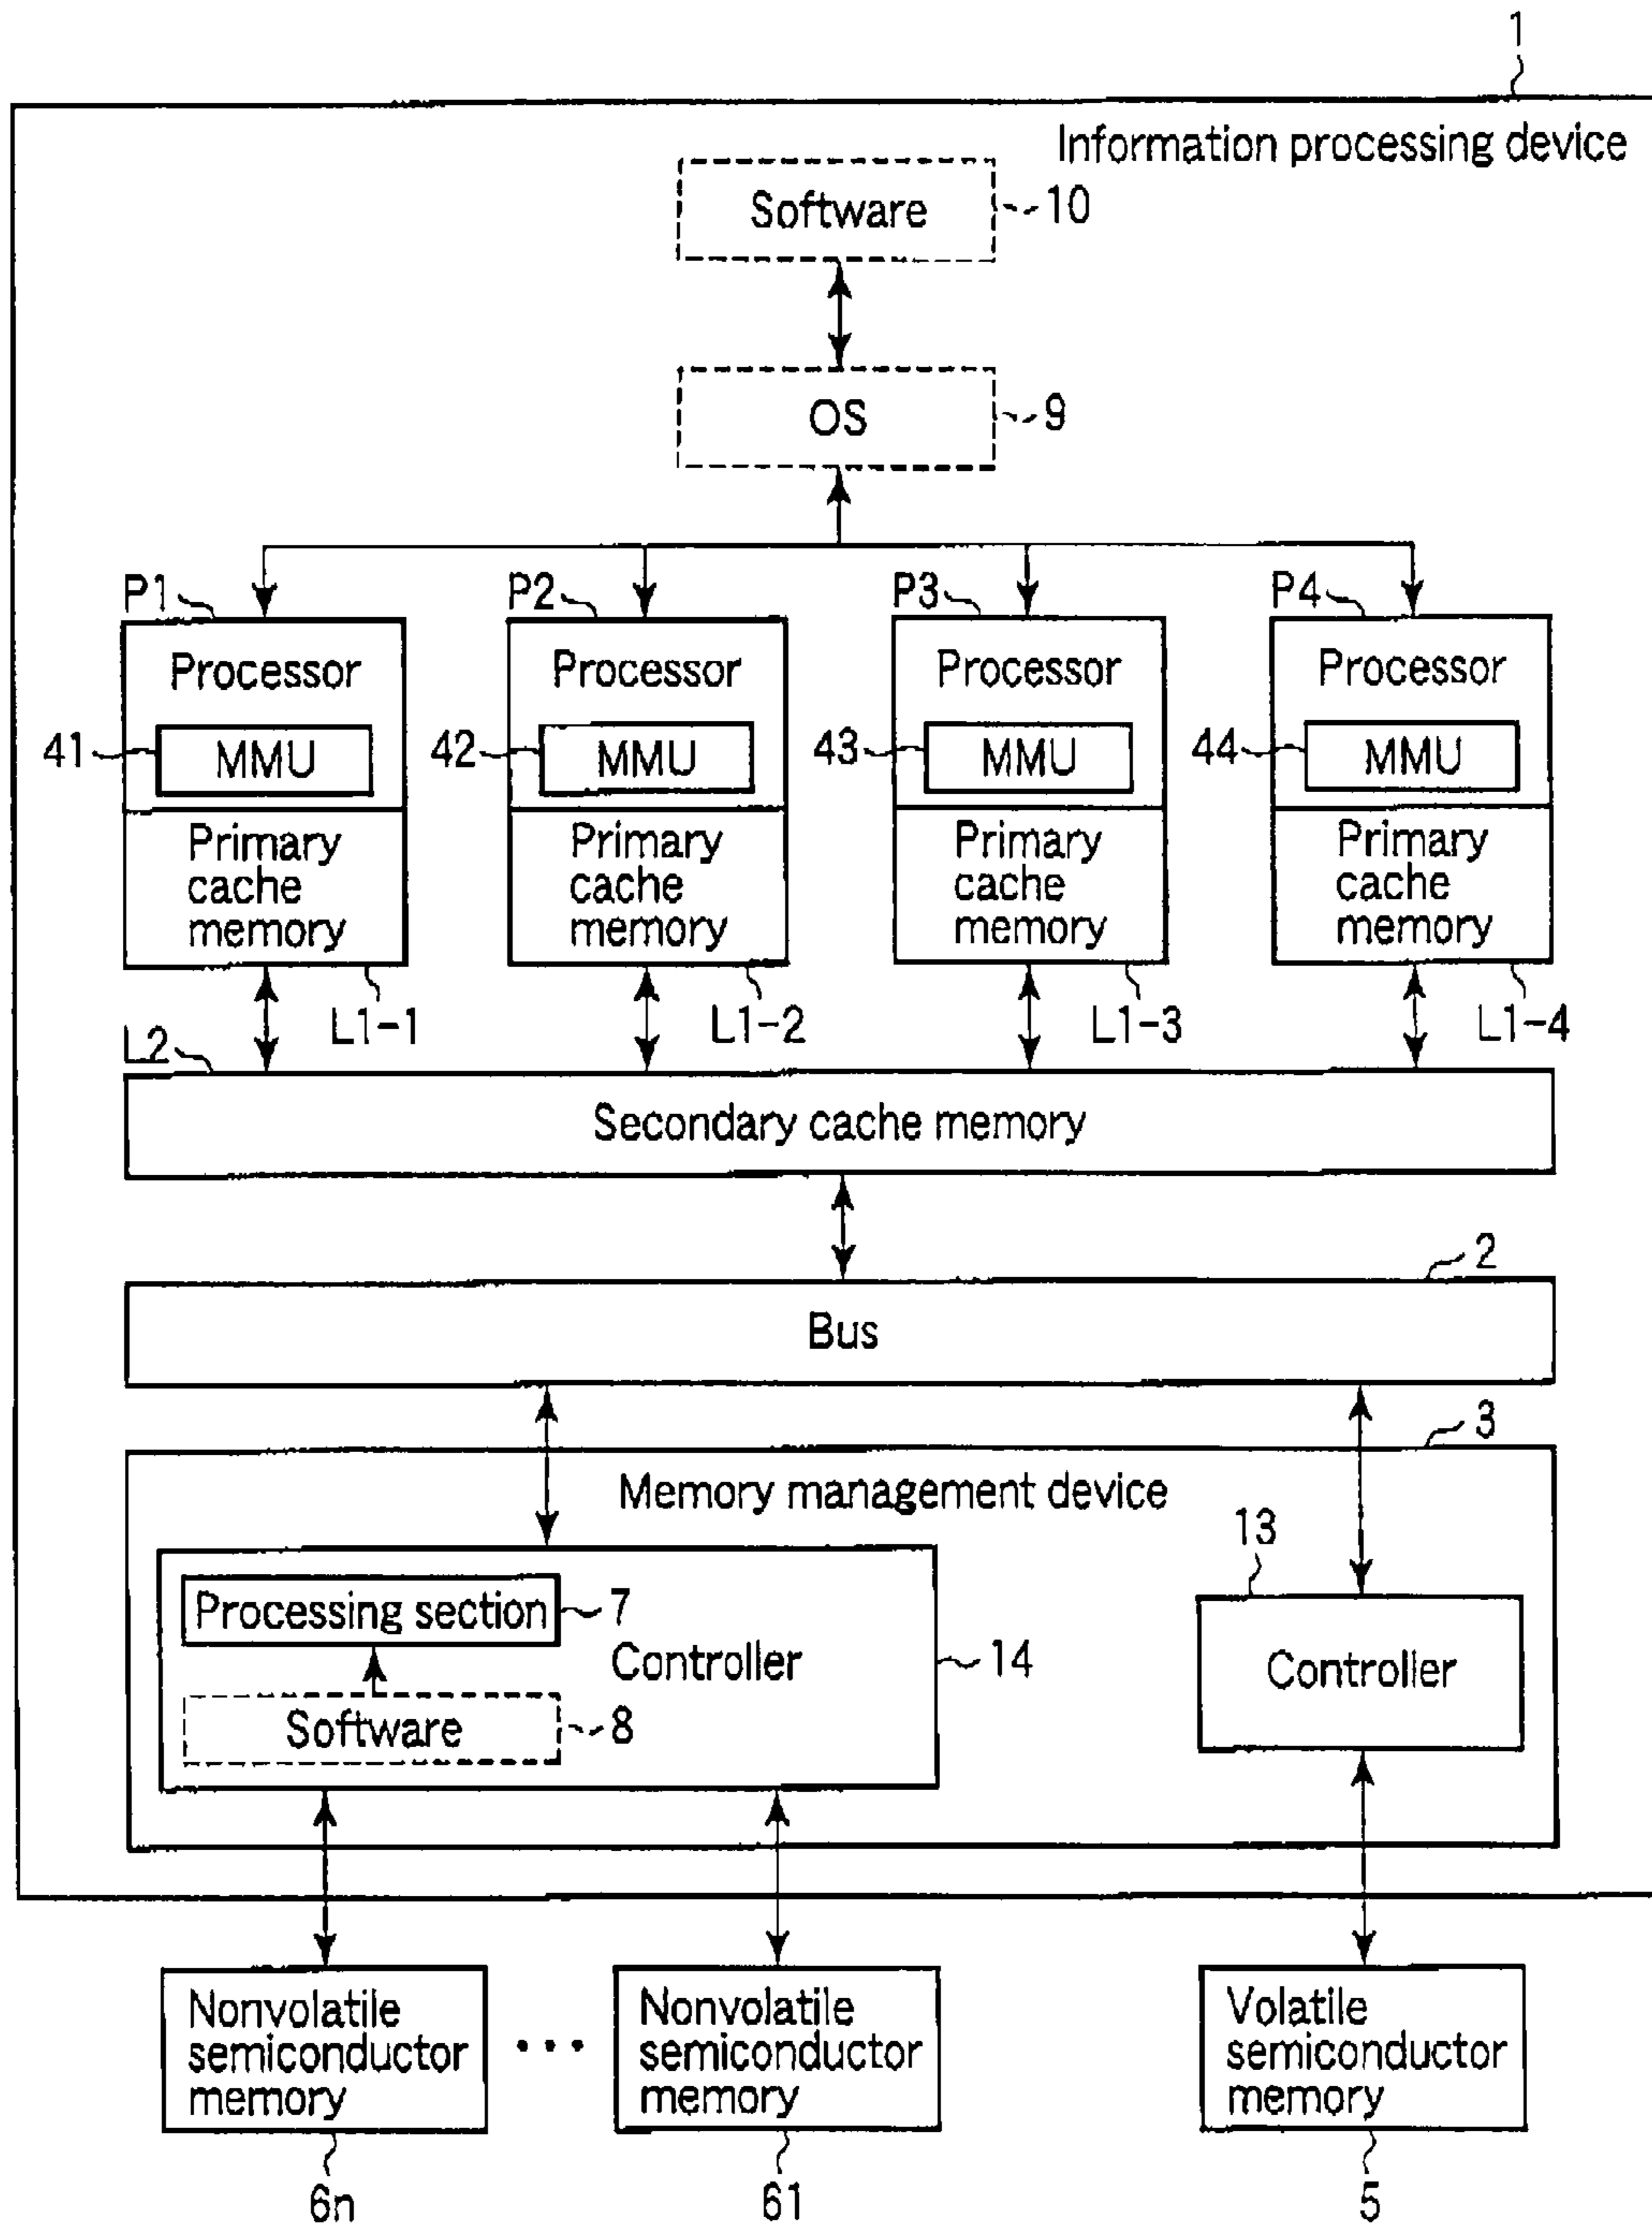 1
Information processing device
Software
10
OS
9
P1
P2
P3
P4
Processor
Processor
Processor
Processor
41
MMU
42
MMU
43
MMU
44
MMU
Primary
cache
memory
Primary
cache
memory
Primary
cache
memory
Primary
cache
memory
L1-1
L1-2
L1-3
L1-4
L2
Secondary cache memory
2
Bus
3
Memory management device
13
Processing section
7
Controller
14
Controller
Software
8
Nonvolatile
semiconductor
memory
...
Nonvolatile
semiconductor
memory
Volatile
semiconductor
memory
6n
61
5